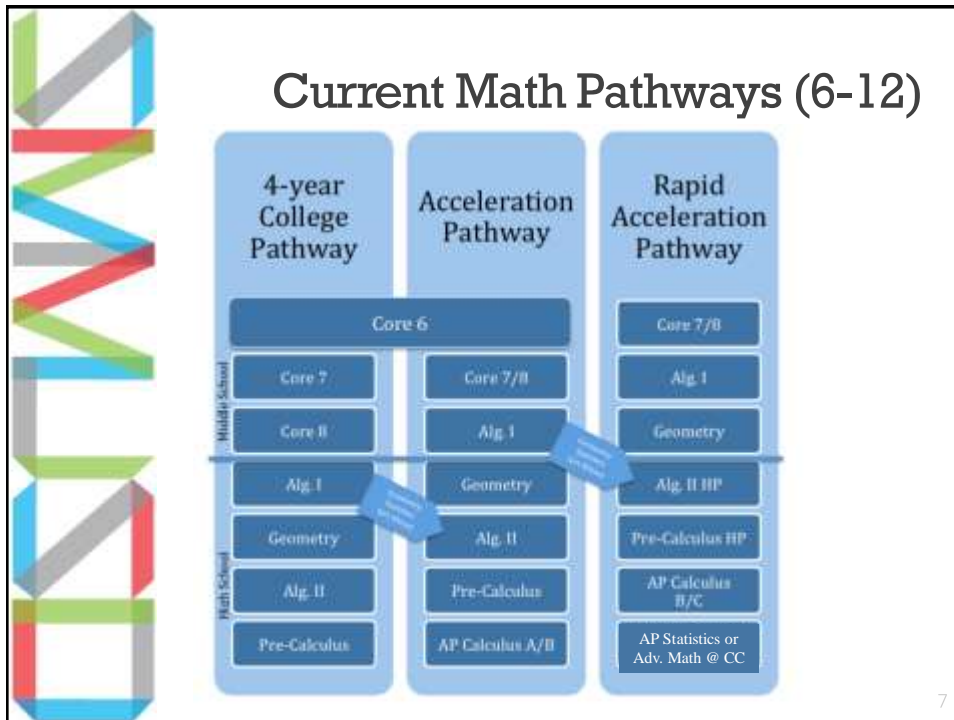 Current Math Pathways (6-12)
4-year
College
Pathway
Acceleration
Pathway
Rapid
Acceleration
Pathway
Middle School
High School
Core 6
Core 7/8
Core 7
Core 7/8
Alg. I
Core 8
Alg. I
Geometry
Alg. I
Geometry
Alg. II HP
Geometry
Alg. II
Pre-Calculus HP
Alg. II
Pre-Calculus
AP Calculus
B/C
Pre-Calculus
AP Calculus A/B
AP Statistics or
Adv. Math @ CC
SMMUSD
7